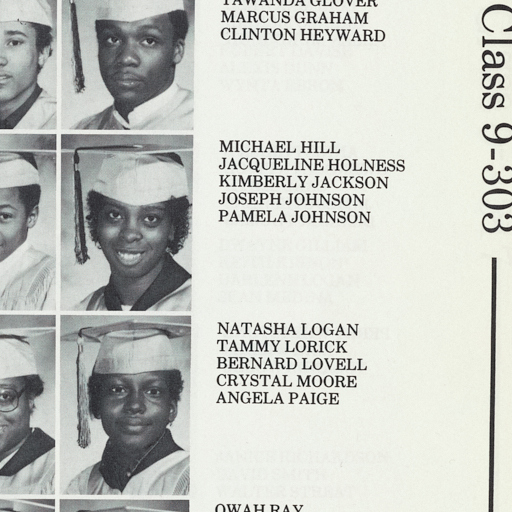 TAWANDA GLOVER
MARCUS GRAHAM
CLINTON HEYWARD
MICHAEL HILL
JACQUELINE HOLNESS
KIMBERLY JACKSON
JOSEPH JOHNSON
PAMELA JOHNSON
NATASHA LOGAN
TAMMY LORICK
BERNARD LOVELL
CRYSTAL MOORE
ANGELA PAIGE
OWAH RAY
Class 9-303